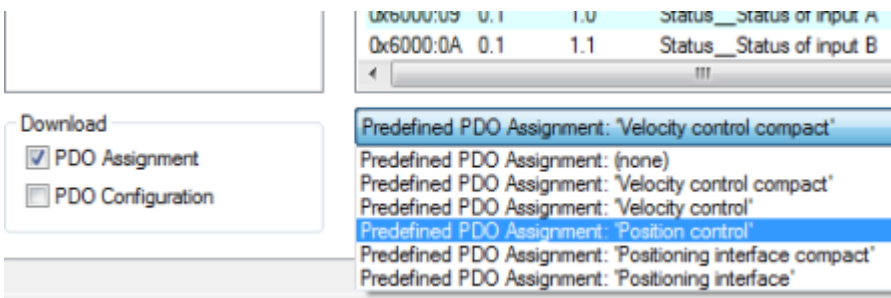 0x6000:09 0.1 1.0 Status__Status of input A
0x6000:0A 0.1 1.1 Status__Status of input B
Download
PDO Assignment
PDO Configuration
Predefined PDO Assignment: 'Velocity control compact'
Predefined PDO Assignment: (none)
Predefined PDO Assignment: 'Velocity control compact'
Predefined PDO Assignment: 'Velocity control'
Predefined PDO Assignment: 'Position control'
Predefined PDO Assignment: 'Positioning interface compact'
Predefined PDO Assignment: 'Positioning interface'